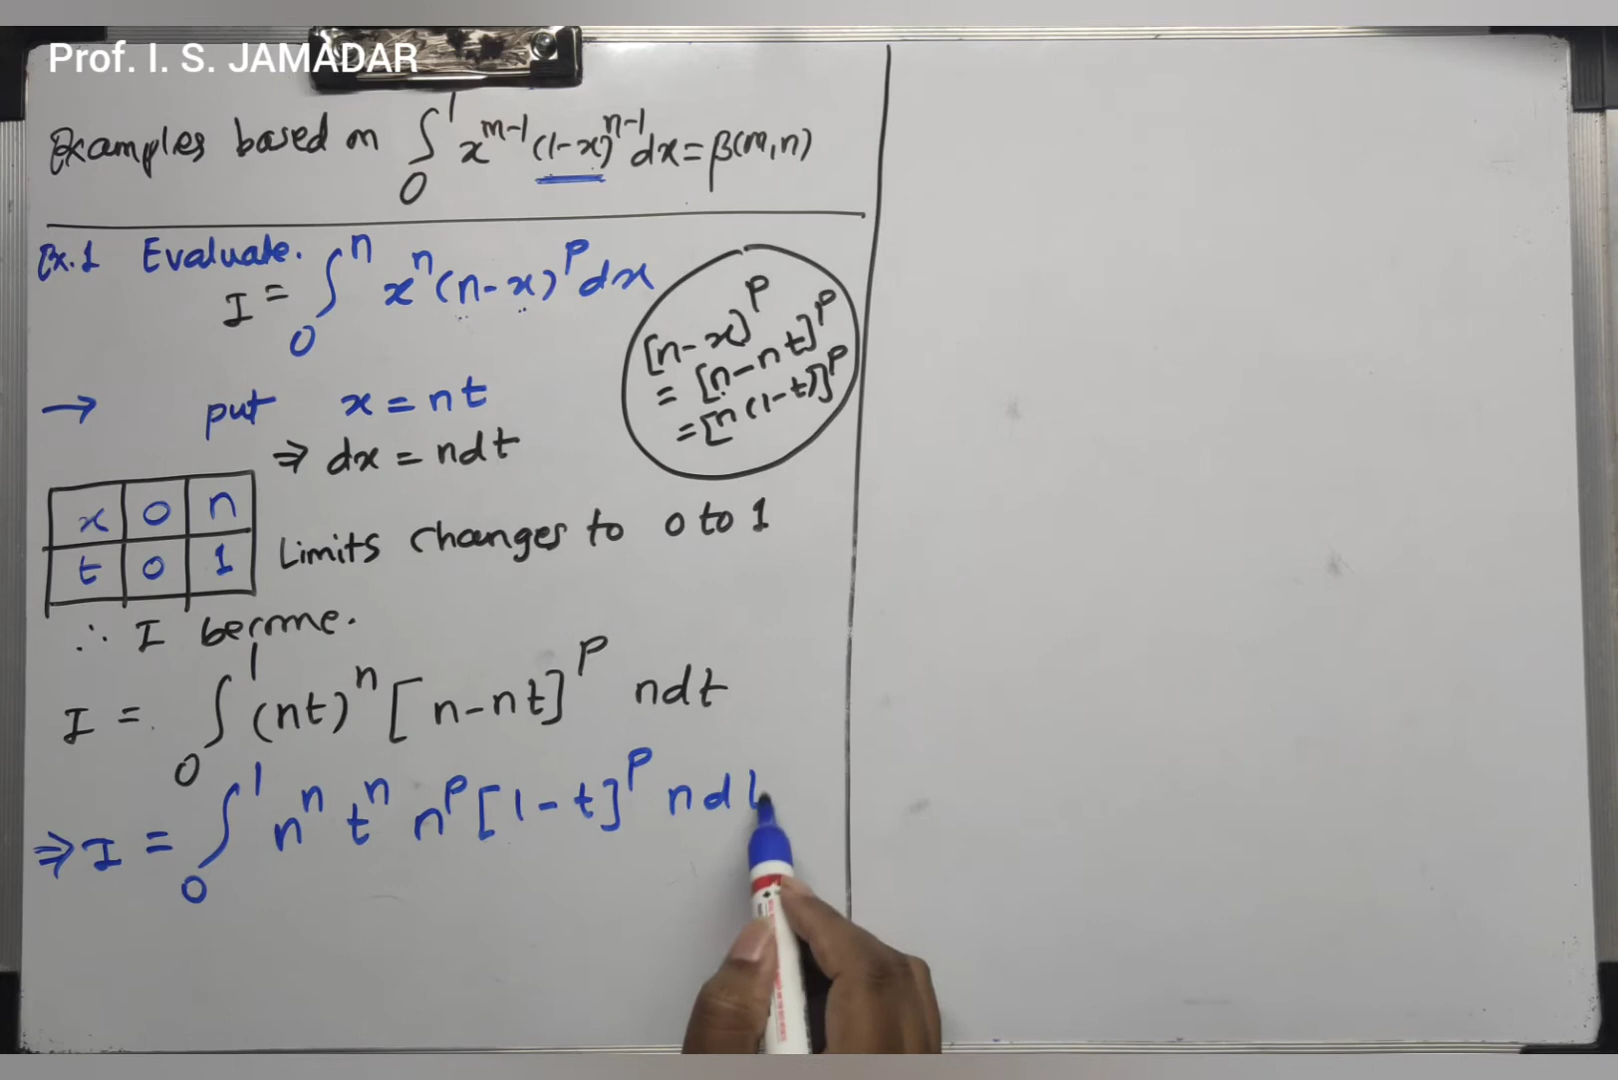 Prof. I. S. JAMADAR
Examples based on ∫₀¹ x^{m-1} (1-x)^{n-1} dx = β(m,n)
Ex.1 Evaluate.
I = ∫₀ⁿ xⁿ (n-x)^p dx
[n-x]^p
= [n-nt]^p
= [n(1-t)]^p
→ put x = nt
⇒ dx = ndt
x 0 n
t 0 1
Limits changes to 0 to 1
∴ I become.
I = ∫₀¹ (nt)ⁿ [n-nt]^p ndt
⇒ I = ∫₀¹ nⁿ tⁿ n^p [1-t]^p nd